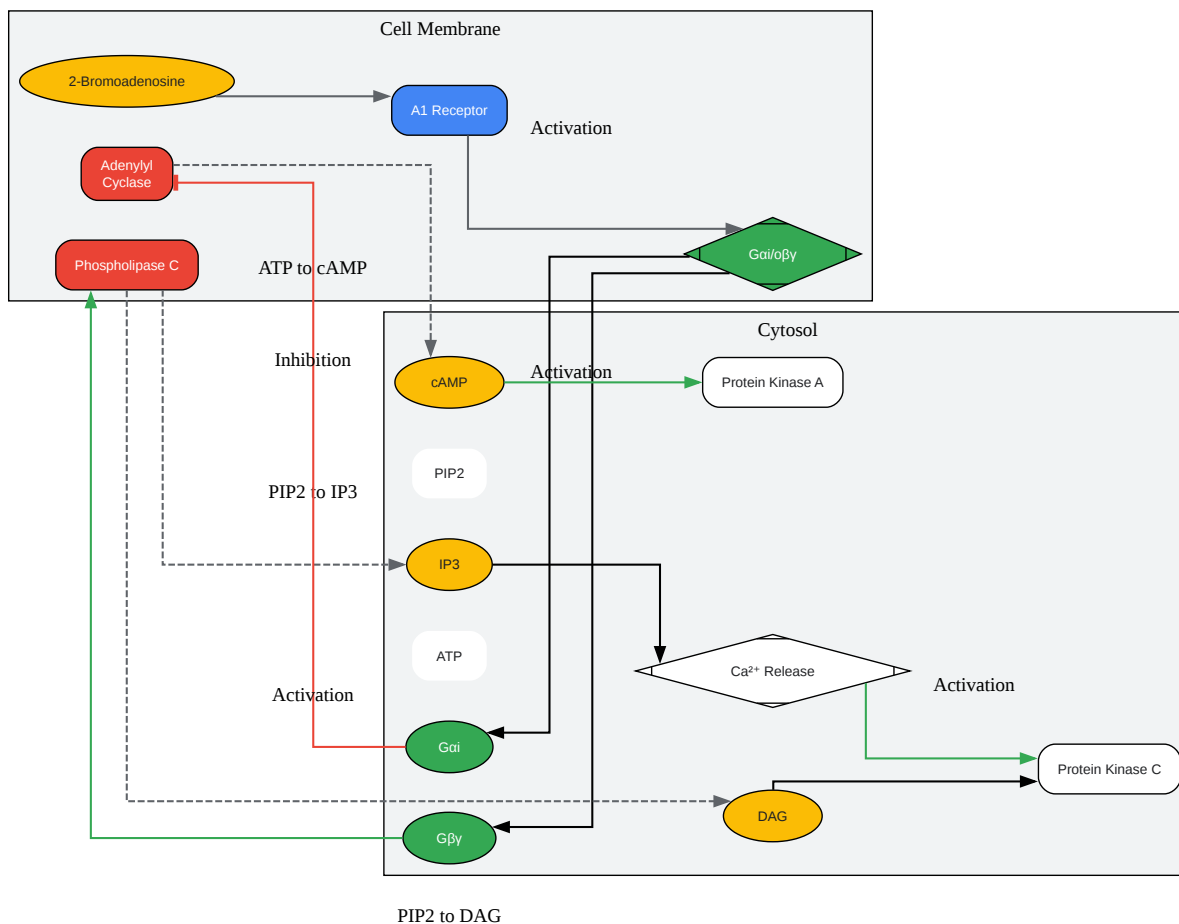 Cell Membrane
2-Bromoadenosine
A1 Receptor
Activation
Adenylyl
Cyclase
Phospholipase C
Gαi/oβγ
ATP to cAMP
Cytosol
Inhibition
Activation
cAMP
Protein Kinase A
PIP2
PIP2 to IP3
IP3
ATP
Ca²⁺ Release
Activation
Activation
Gαi
Protein Kinase C
DAG
Gβγ
PIP2 to DAG